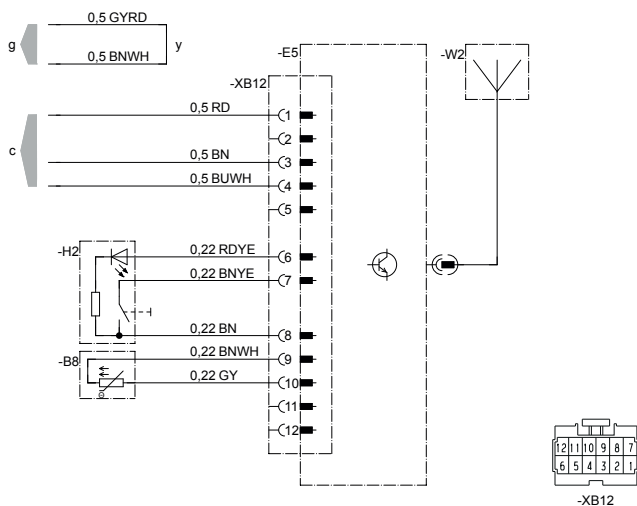 0,5 GYRD
g
y
0,5 BNWH
-E5
-W2
-XB12
0,5 RD
1
2
c
0,5 BN
3
0,5 BUWH
4
5
-H2
0,22 RDYE
6
0,22 BNYE
7
0,22 BN
8
0,22 BNWH
9
-B8
0,22 GY
10
11
12
12 11 10 9 8 7
6 5 4 3 2 1
-XB12